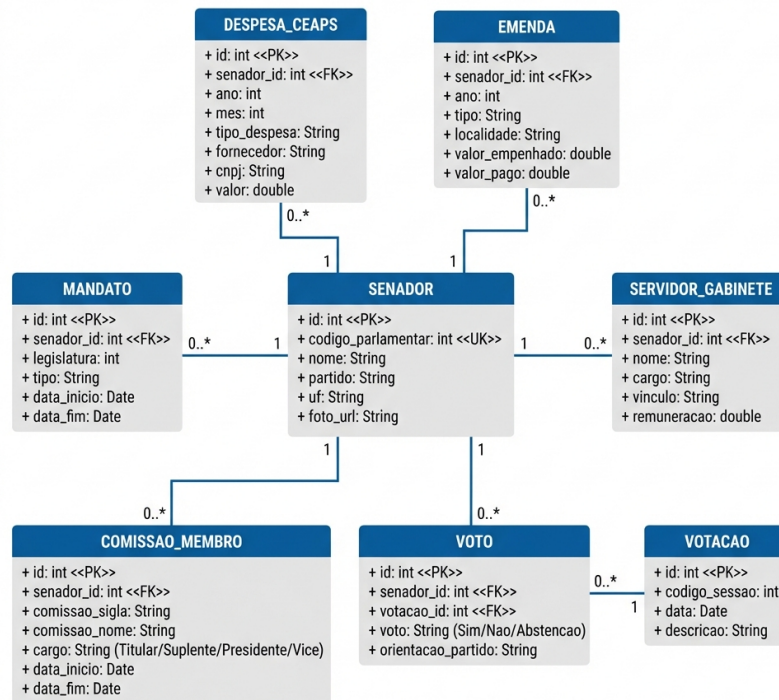 DESPESA_CEAPS
+ id: int <<PK>>
+ senador_id: int <<FK>>
+ ano: int
+ mes: int
+ tipo_despesa: String
+ fornecedor: String
+ cnpj: String
+ valor: double
EMENDA
+ id: int <<PK>>
+ senador_id: int <<FK>>
+ ano: int
+ tipo: String
+ localidade: String
+ valor_empenhado: double
+ valor_pago: double
0..*
0..*
1
1
MANDATO
+ id: int <<PK>>
+ senador_id: int <<FK>>
+ legislatura: int
+ tipo: String
+ data_inicio: Date
+ data_fim: Date
0..*
1
SENADOR
+ id: int <<PK>>
+ codigo_parlamentar: int <<UK>>
+ nome: String
+ partido: String
+ uf: String
+ foto_url: String
1
0..*
SERVIDOR_GABINETE
+ id: int <<PK>>
+ senador_id: int <<FK>>
+ nome: String
+ cargo: String
+ vinculo: String
+ remuneracao: double
1
1
0..*
0..*
COMISSAO_MEMBRO
+ id: int <<PK>>
+ senador_id: int <<FK>>
+ comissao_sigla: String
+ comissao_nome: String
+ cargo: String (Titular/Suplente/Presidente/Vice)
+ data_inicio: Date
+ data_fim: Date
VOTO
+ id: int <<PK>>
+ senador_id: int <<FK>>
+ votacao_id: int <<FK>>
+ voto: String (Sim/Nao/Abstencao)
+ orientacao_partido: String
0..*
1
VOTACAO
+ id: int <<PK>>
+ codigo_sessao: int
+ data: Date
+ descricao: String